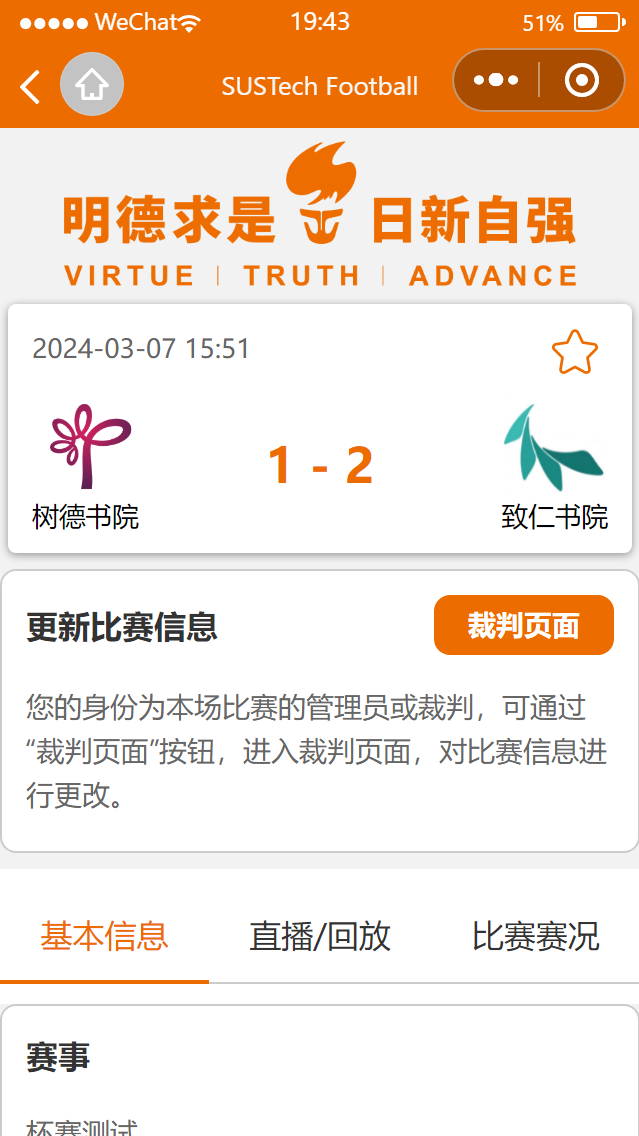 WeChat 19:43 51%
SUSTech Football
明德求是 日新自强
VIRTUE | TRUTH | ADVANCE
2024-03-07 15:51
1 - 2
树德书院 致仁书院
更新比赛信息 裁判页面
您的身份为本场比赛的管理员或裁判，可通过
“裁判页面”按钮，进入裁判页面，对比赛信息进
行更改。
基本信息 直播/回放 比赛赛况
赛事
杯赛测试